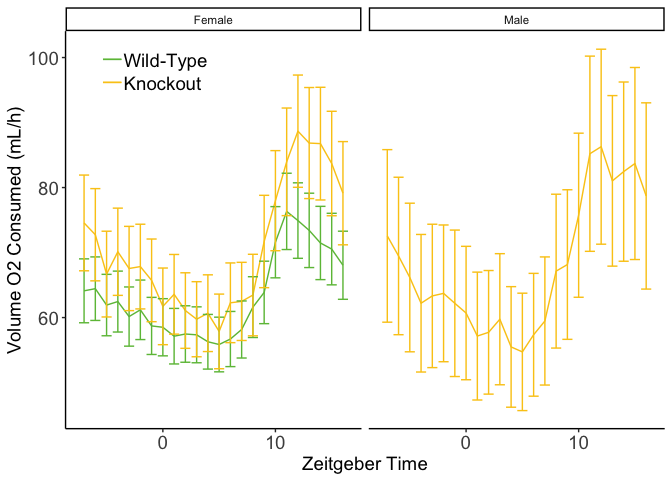 Female
Male
Wild-Type
Knockout
Volume O2 Consumed (mL/h)
100
80
60
0
10
0
10
Zeitgeber Time